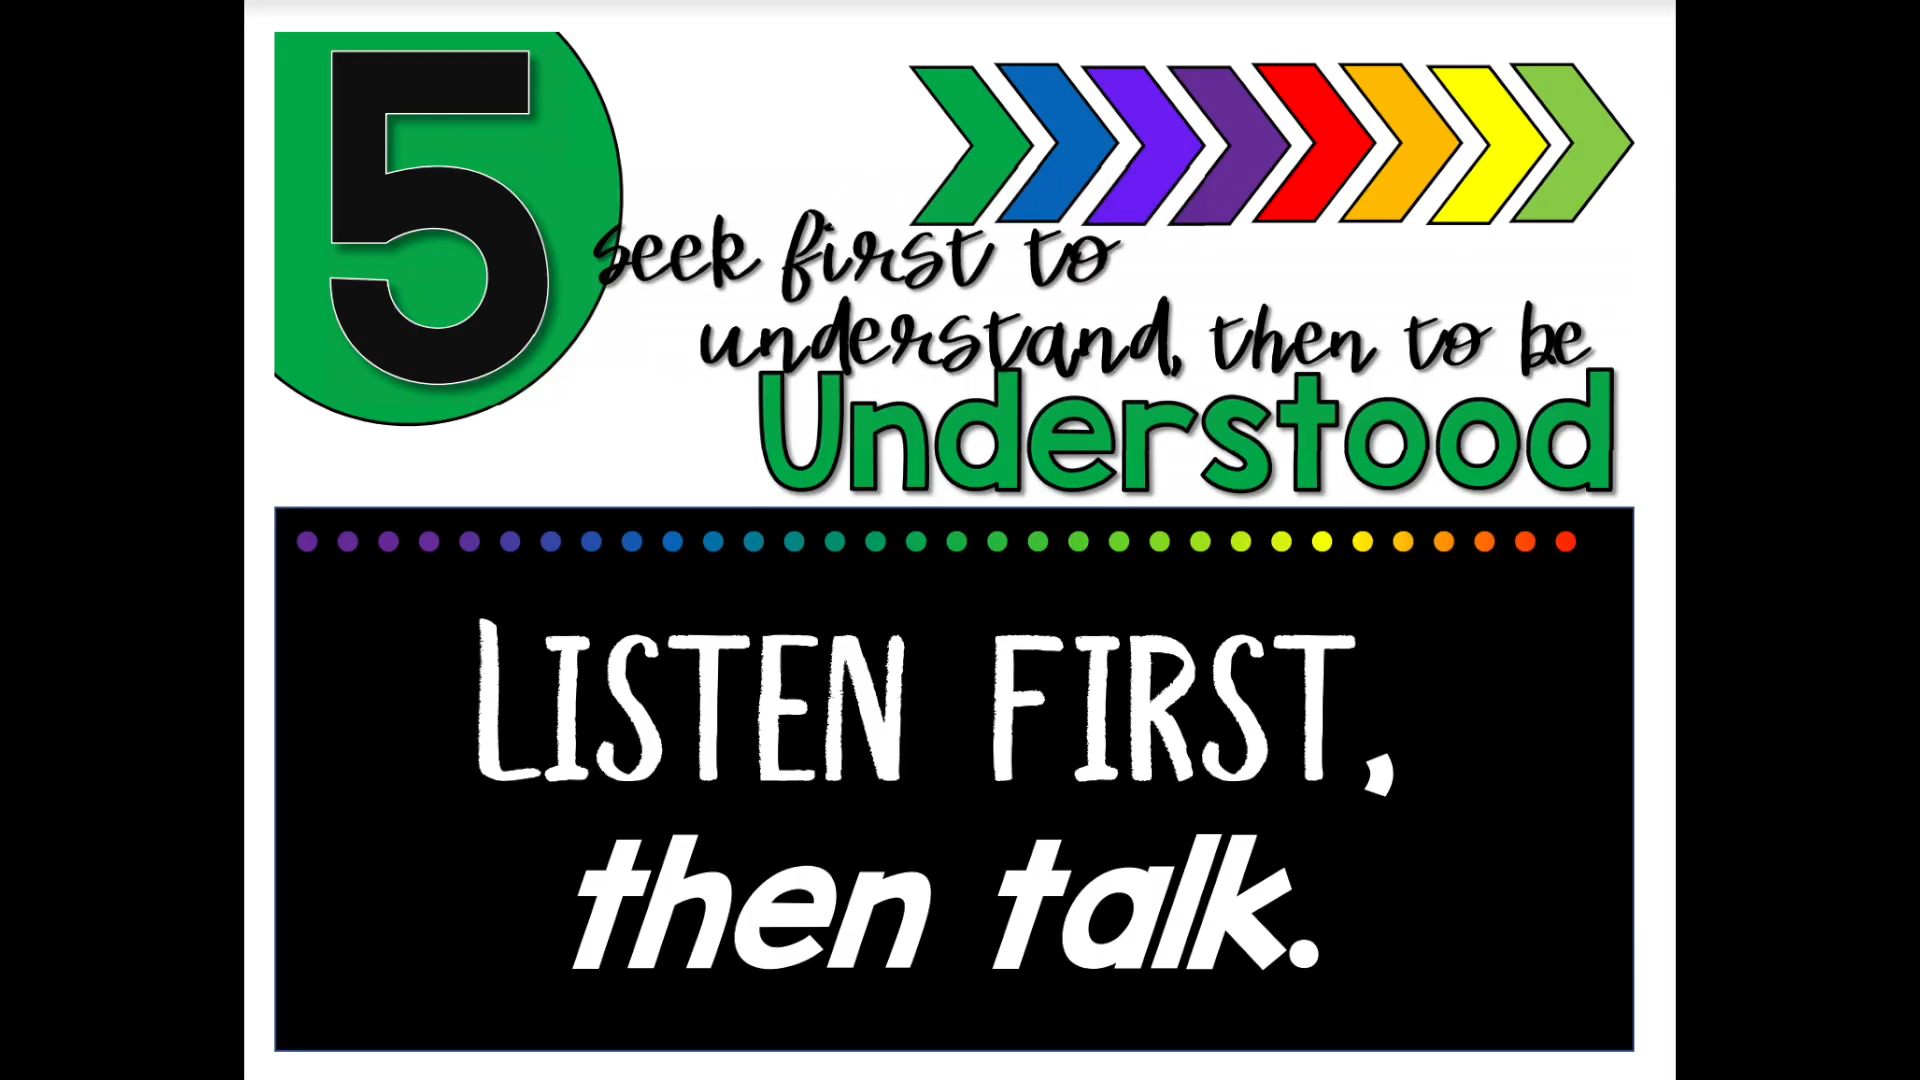 5
seek first to
understand, then to be
Understood
LISTEN FIRST,
then talk.